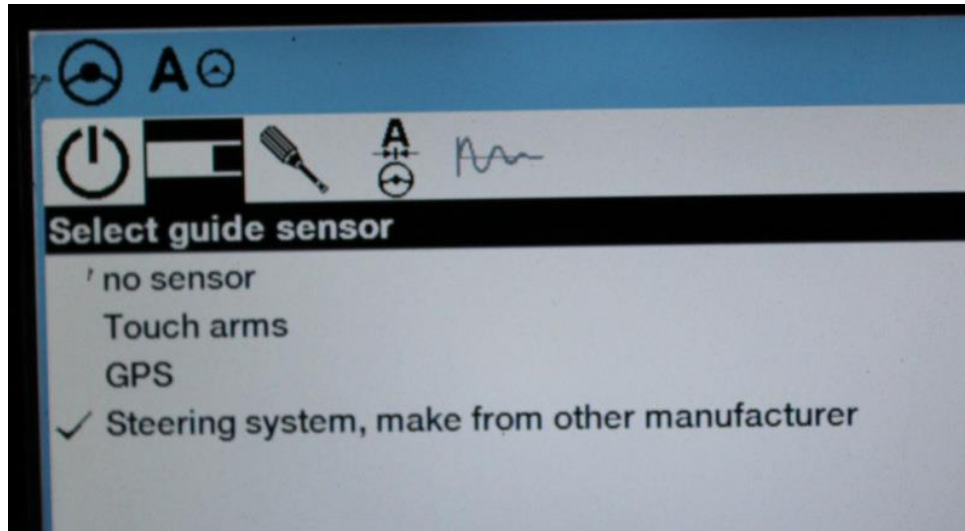 A
A
Select guide sensor
no sensor
Touch arms
GPS
Steering system, make from other manufacturer